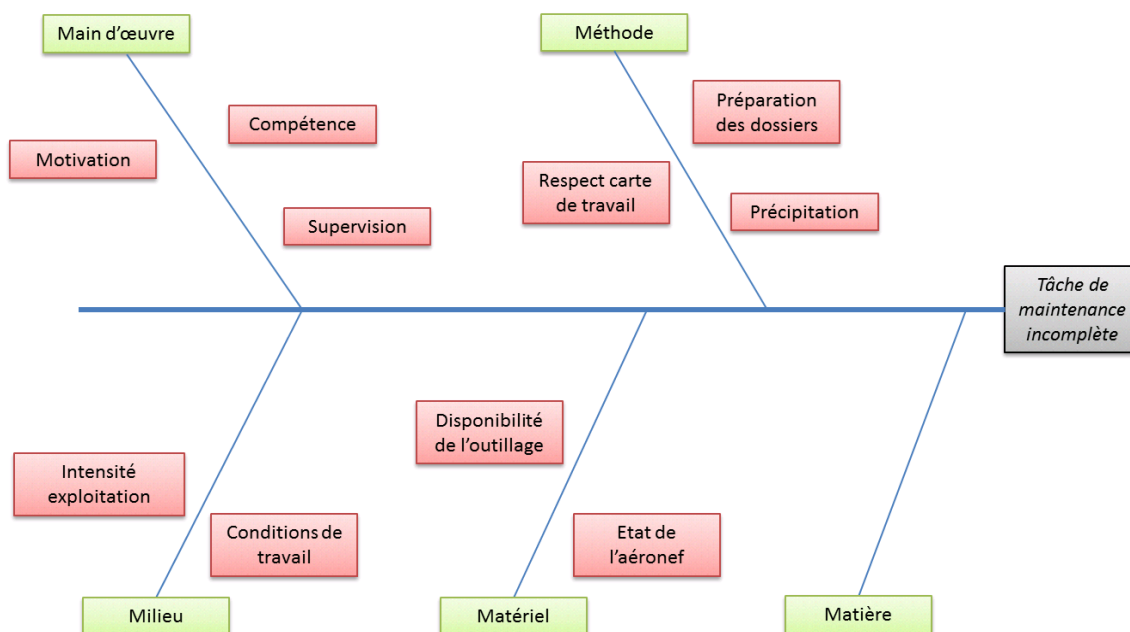 Main d’œuvre
Méthode
Compétence
Motivation
Supervision
Préparation
des dossiers
Respect carte
de travail
Précipitation
Tâche de
maintenance
incomplète
Intensité
exploitation
Conditions de
travail
Disponibilité
de l’outillage
Etat de
l’aéronef
Milieu
Matériel
Matière